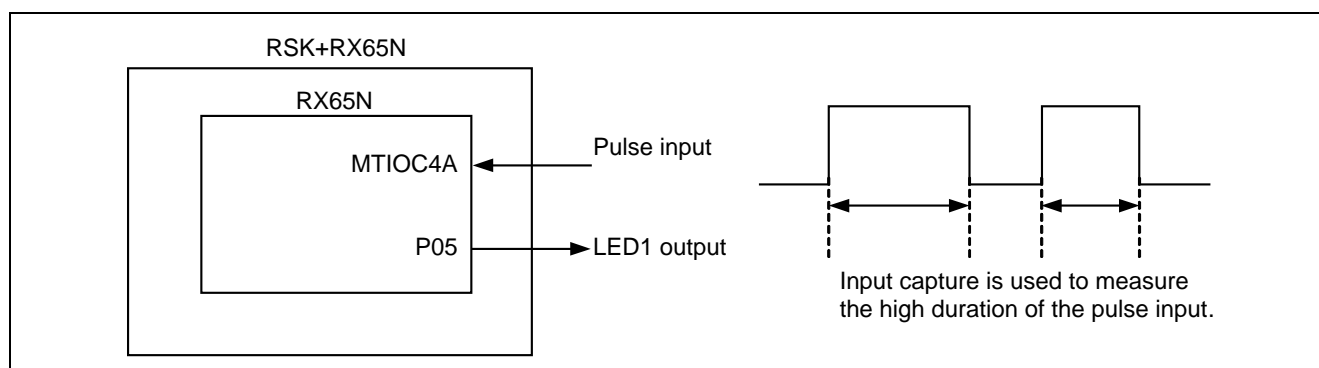 RSK+RX65N
RX65N
MTIOC4A
Pulse input
P05
LED1 output
Input capture is used to measure
the high duration of the pulse input.